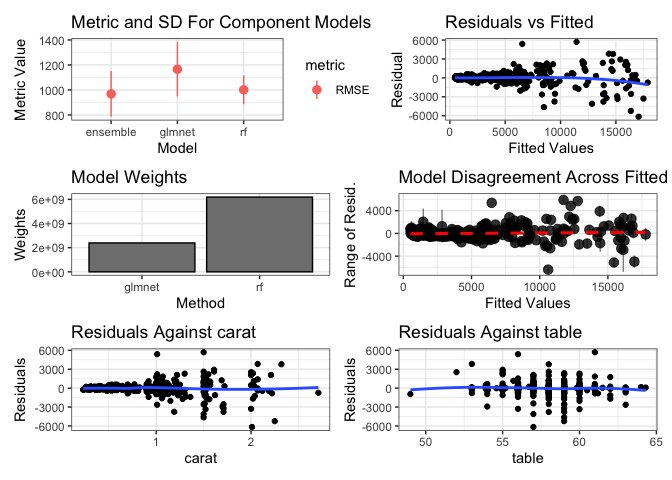 Metric and SD For Component Models
Metric Value
1400
1200
1000
800
ensemble glmnet rf
Model
metric
RMSE
Residuals vs Fitted
Residual
6000
3000
0
-3000
-6000
0 5000 10000 15000
Fitted Values
Model Weights
Weights
6e+09
4e+09
2e+09
0e+00
glmnet rf
Method
Model Disagreement Across Fitted
Range of Resid.
4000
0
-4000
0 5000 10000 15000
Fitted Values
Residuals Against carat
Residuals
6000
3000
0
-3000
-6000
1 2
carat
Residuals Against table
Residuals
6000
3000
0
-3000
-6000
50 55 60 65
table